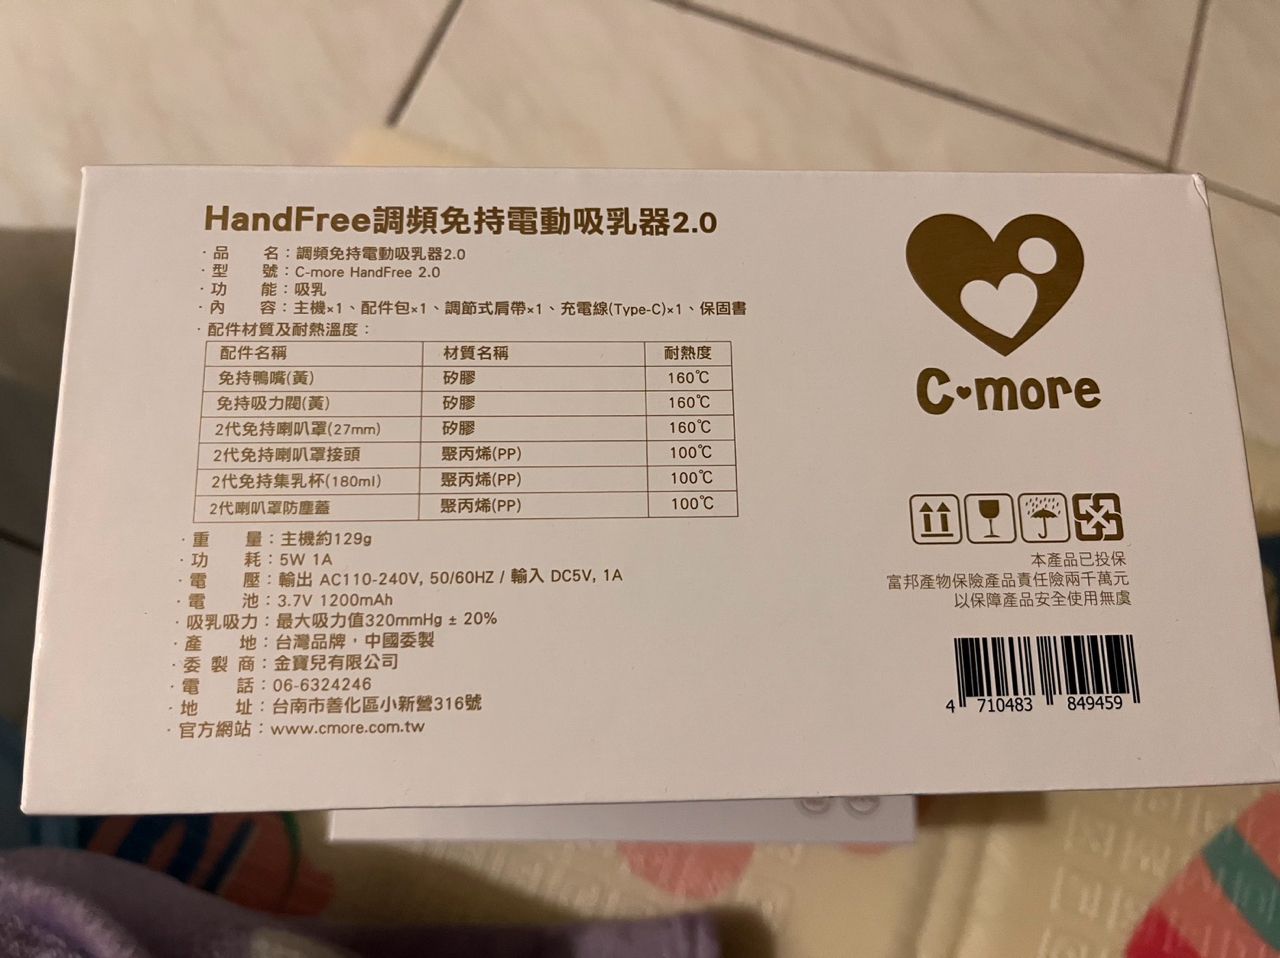 HandFree調頻免持電動吸乳器2.0
·品　　名：調頻免持電動吸乳器2.0
·型　　號：C-more HandFree 2.0
·功　　能：吸乳
·內　　容：主機×1、配件包×1、調節式肩帶×1、充電線(Type-C)×1、保固書
·配件材質及耐熱溫度：
配件名稱 材質名稱 耐熱度
免持鴨嘴(黃) 矽膠 160℃
免持吸力閥(黃) 矽膠 160℃
2代免持喇叭罩(27mm) 矽膠 160℃
2代免持喇叭罩接頭 聚丙烯(PP) 100℃
2代免持集乳杯(180ml) 聚丙烯(PP) 100℃
2代喇叭罩防塵蓋 聚丙烯(PP) 100℃
·重　　量：主機約129g
·功　　耗：5W 1A
·電　　壓：輸出 AC110-240V, 50/60HZ / 輸入 DC5V, 1A
·電　　池：3.7V 1200mAh
·吸乳吸力：最大吸力值320mmHg ± 20%
·產　　地：台灣品牌，中國委製
·委 製 商：金寶兒有限公司
·電　　話：06-6324246
·地　　址：台南市善化區小新營316號
·官方網站：www.cmore.com.tw
C more
本產品已投保
富邦產物保險產品責任險兩千萬元
以保障產品安全使用無虞
4 710483 849459